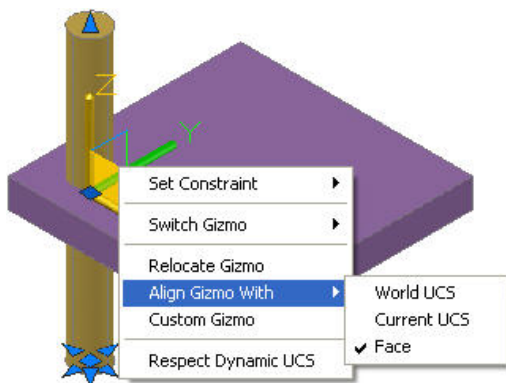 Z
Y
Set Constraint
Switch Gizmo
Relocate Gizmo
Align Gizmo With
World UCS
Current UCS
Custom Gizmo
Face
Respect Dynamic UCS